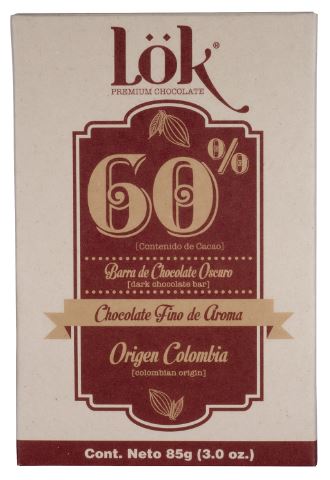 Lök®
PREMIUM CHOCOLATE
60%
[Contenido de Cacao]
Barra de Chocolate Oscuro
[dark chocolate bar]
Chocolate Fino de Aroma
Origen Colombia
[colombian origin]
Cont. Neto 85g (3.0 oz.)